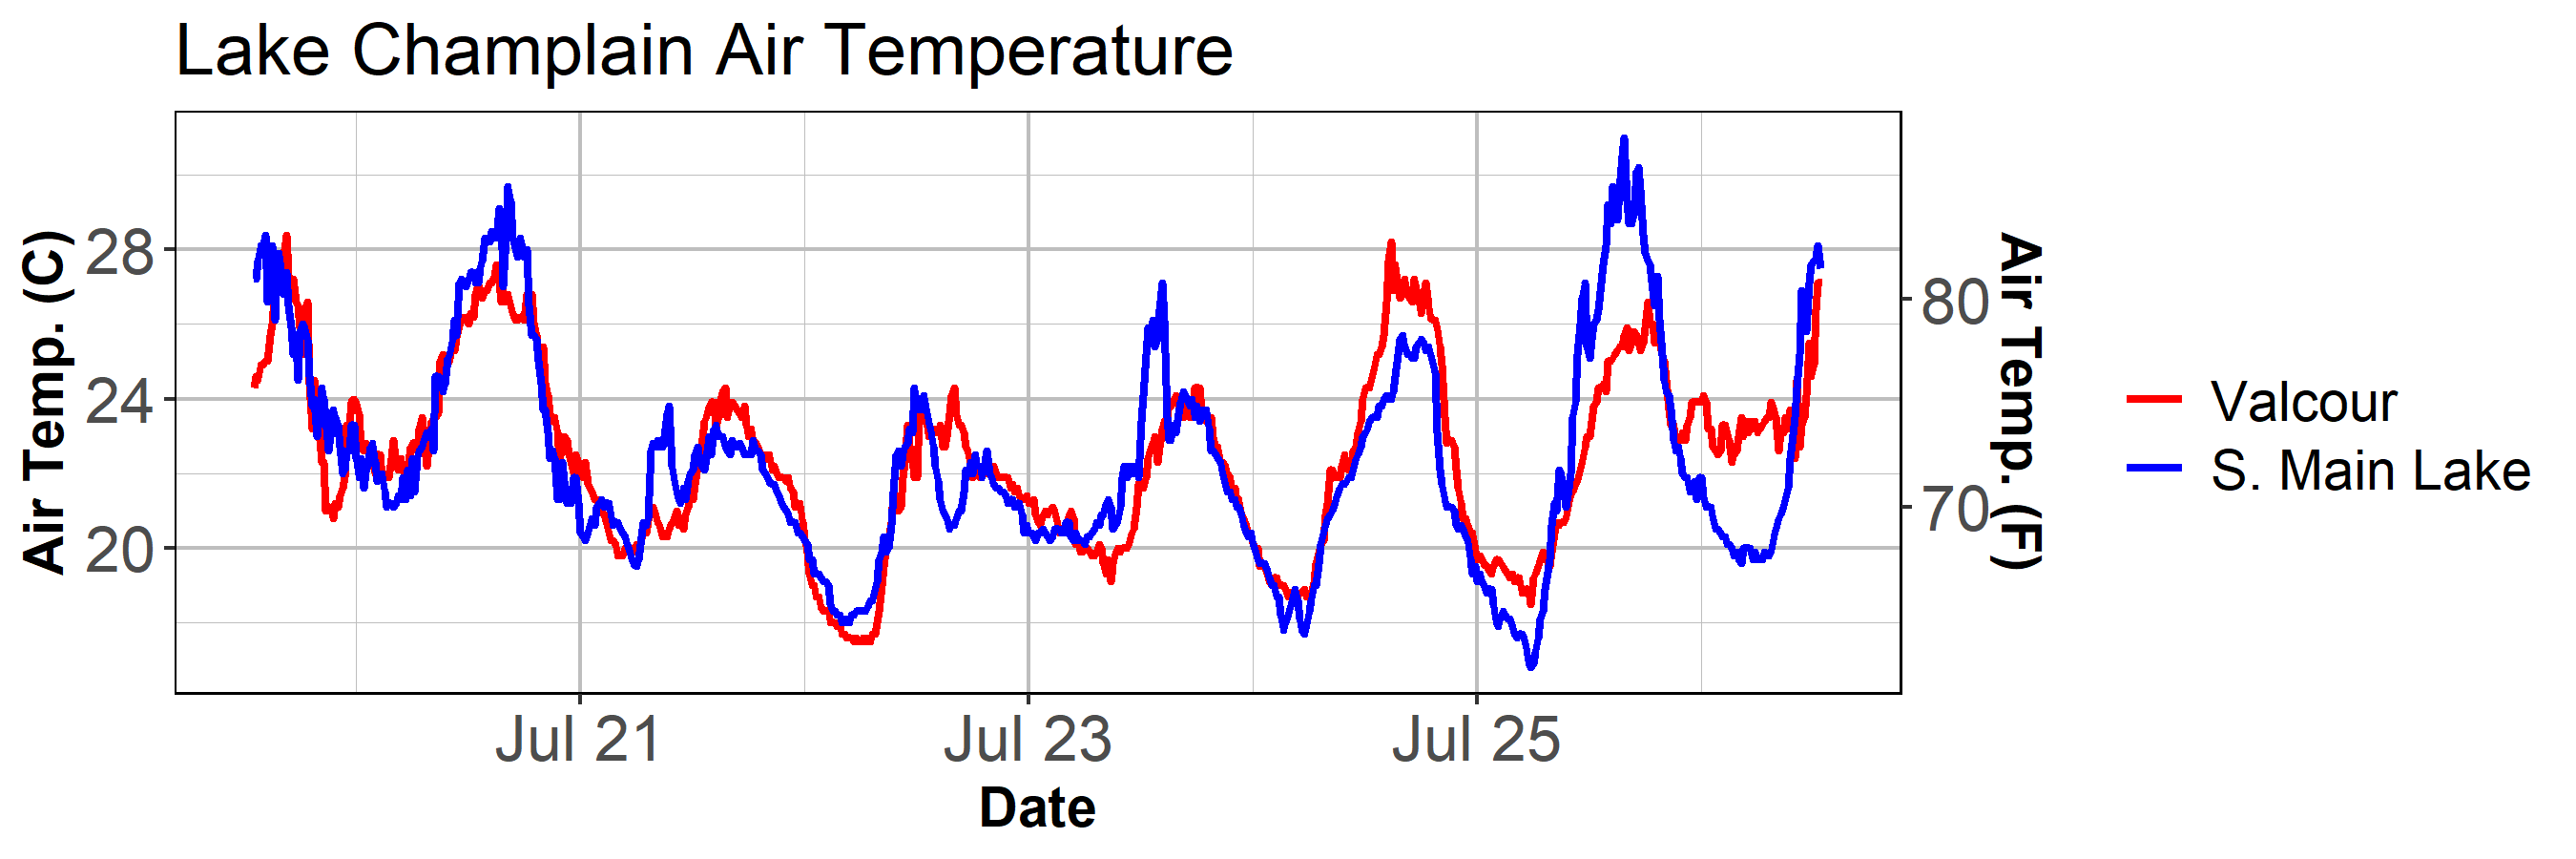 Lake Champlain Air Temperature
Air Temp. (C)
28
24
20
Air Temp. (F)
80
70
Valcour
S. Main Lake
Jul 21
Jul 23
Jul 25
Date